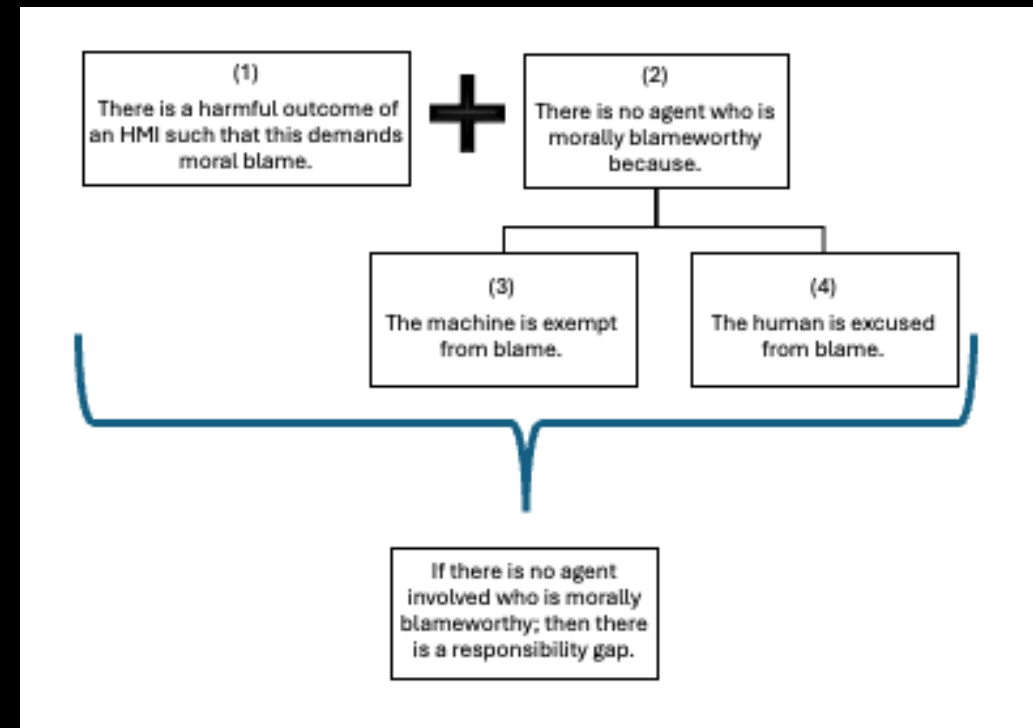 (1)
There is a harmful outcome of
an HMI such that this demands
moral blame.
(2)
There is no agent who is
morally blameworthy
because.
(3)
The machine is exempt
from blame.
(4)
The human is excused
from blame.
If there is no agent
involved who is morally
blameworthy; then there
is a responsibility gap.